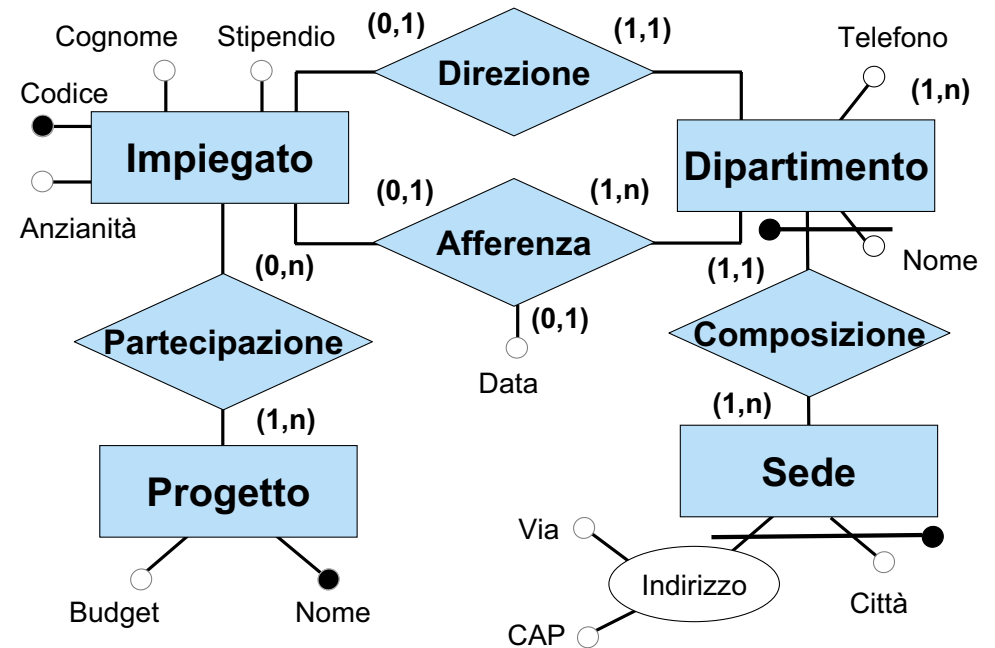 (0,1)
(1,1)
Cognome
Stipendio
Telefono
Direzione
Codice
(1,n)
Impiegato
Dipartimento
(0,1)
(1,n)
Anzianità
Afferenza
(0,n)
(1,1)
Nome
(0,1)
Partecipazione
Composizione
Data
(1,n)
(1,n)
Progetto
Sede
Via
Indirizzo
Budget
Nome
Città
CAP